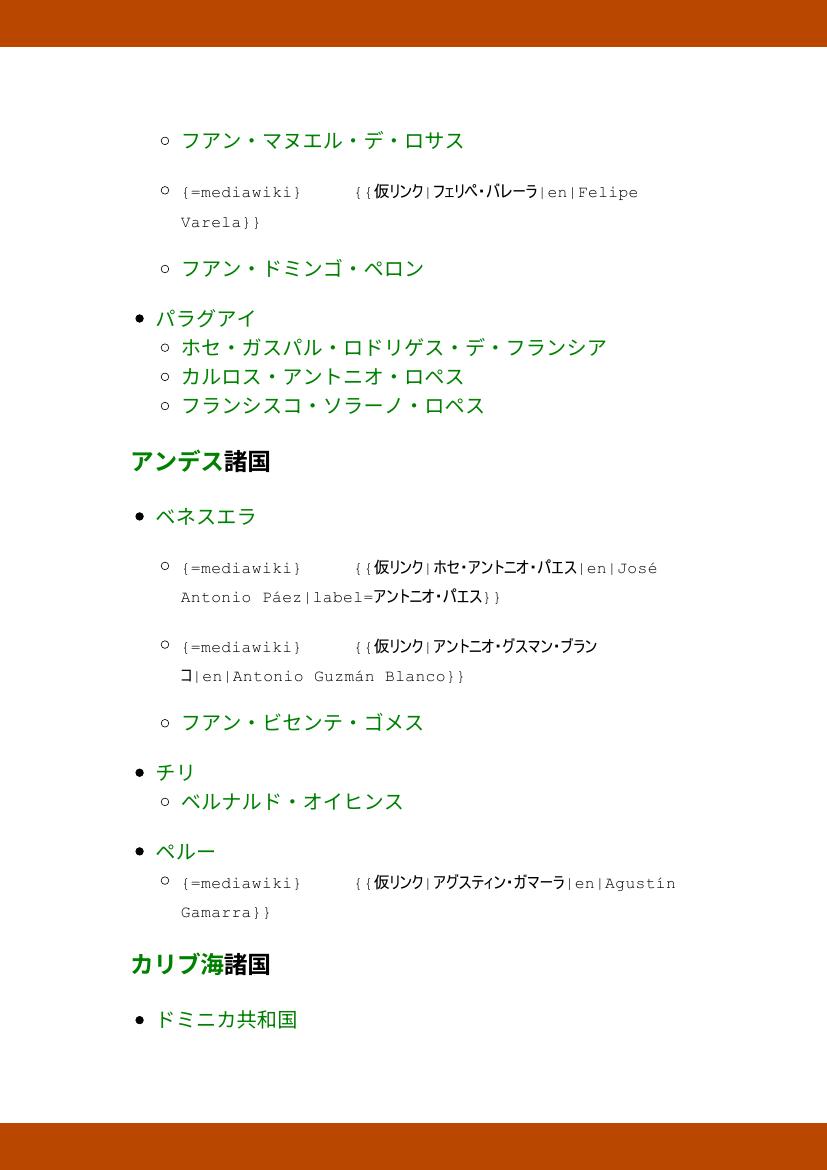 フアン・マヌエル・デ・ロサス
{=mediawiki} {{仮リンク|フェリペ・バレーラ|en|Felipe
Varela}}
フアン・ドミンゴ・ペロン
パラグアイ
ホセ・ガスパル・ロドリゲス・デ・フランシア
カルロス・アントニオ・ロペス
フランシスコ・ソラーノ・ロペス
アンデス諸国
ベネスエラ
{=mediawiki} {{仮リンク|ホセ・アントニオ・パエス|en|José
Antonio Páez|label=アントニオ・パエス}}
{=mediawiki} {{仮リンク|アントニオ・グスマン・ブラン
コ|en|Antonio Guzmán Blanco}}
フアン・ビセンテ・ゴメス
チリ
ベルナルド・オイヒンス
ペルー
{=mediawiki} {{仮リンク|アグスティン・ガマーラ|en|Agustín
Gamarra}}
カリブ海諸国
ドミニカ共和国